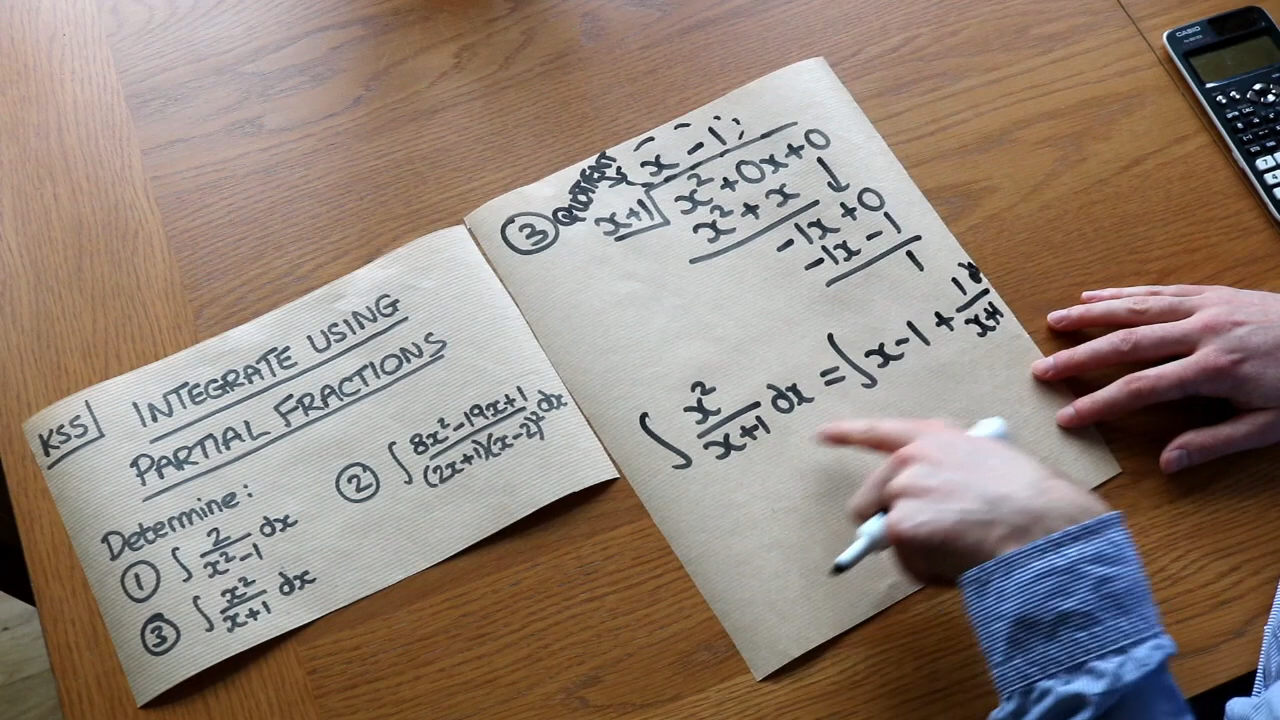 KSS
INTEGRATE USING
PARTIAL FRACTIONS
Determine:
① ∫ 2/(x²-1) dx
② ∫ (8x²-19x+1)/((2x+1)(x-2)²) dx
③ ∫ x²/(x+1) dx
③ QUOTIENT x - 1
x+1 x²+0x+0
x²+x
-1x+0
-1x-1
1
∫ x²/(x+1) dx = ∫ x-1 + 1/(x+1)
CASIO